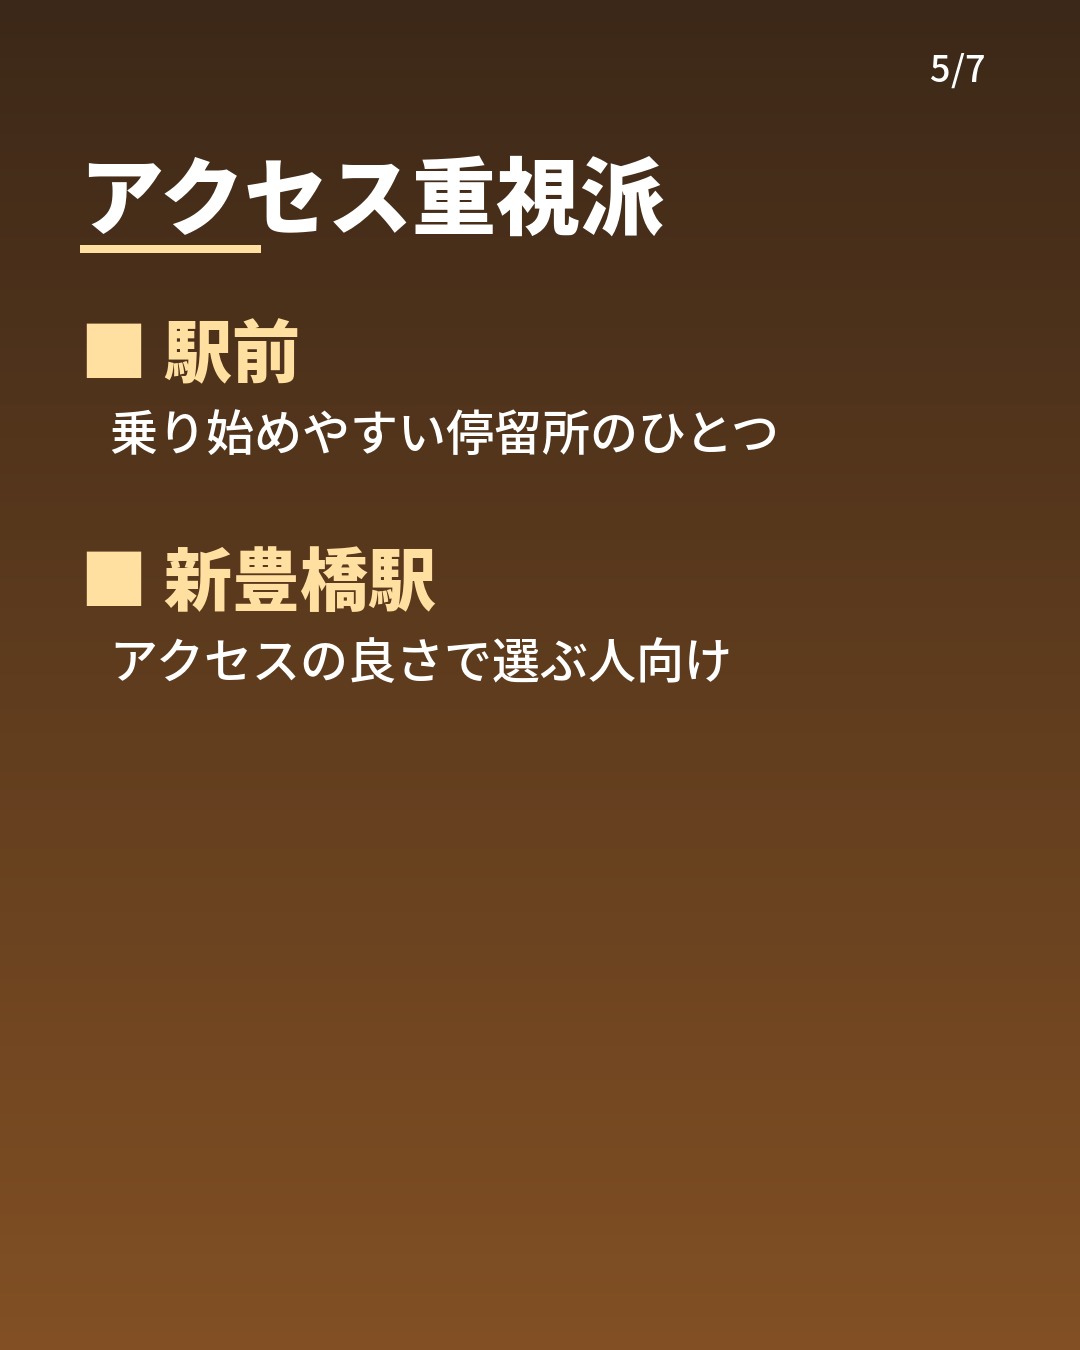 5/7
アクセス重視派
■ 駅前
乗り始めやすい停留所のひとつ
■ 新豊橋駅
アクセスの良さで選ぶ人向け